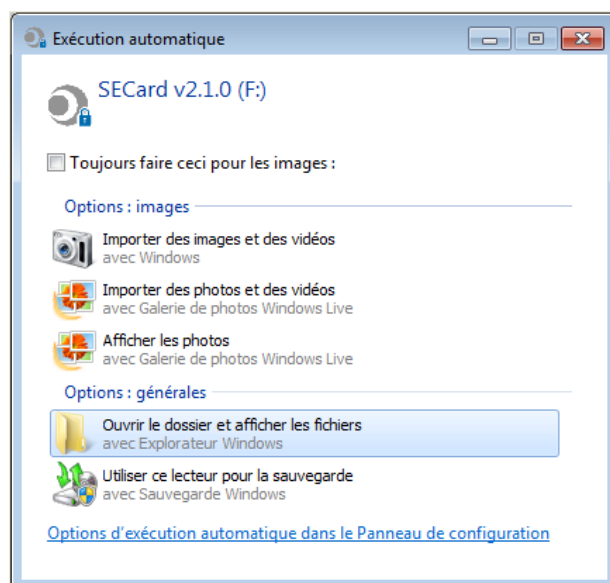 Exécution automatique
SECard v2.1.0 (F:)
Toujours faire ceci pour les images :
Options : images
Importer des images et des vidéos
avec Windows
Importer des photos et des vidéos
avec Galerie de photos Windows Live
Afficher les photos
avec Galerie de photos Windows Live
Options : générales
Ouvrir le dossier et afficher les fichiers
avec Explorateur Windows
Utiliser ce lecteur pour la sauvegarde
avec Sauvegarde Windows
Options d'exécution automatique dans le Panneau de configuration